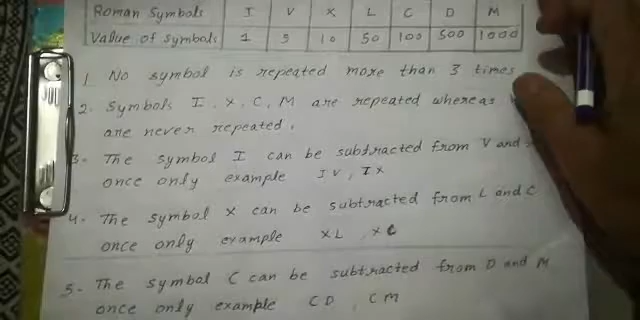 Roman Symbols I V X L C D M
Value of Symbols 1 5 10 50 100 500 1000
1. No symbol is repeated more than 3 times
2. Symbols I, X, C, M are repeated whereas
are never repeated.
3. The symbol I can be subtracted from V and
once only example IV, IX
4. The symbol X can be subtracted from L and C
once only example XL, XC
5. The symbol C can be subtracted from D and M
once only example CD, CM